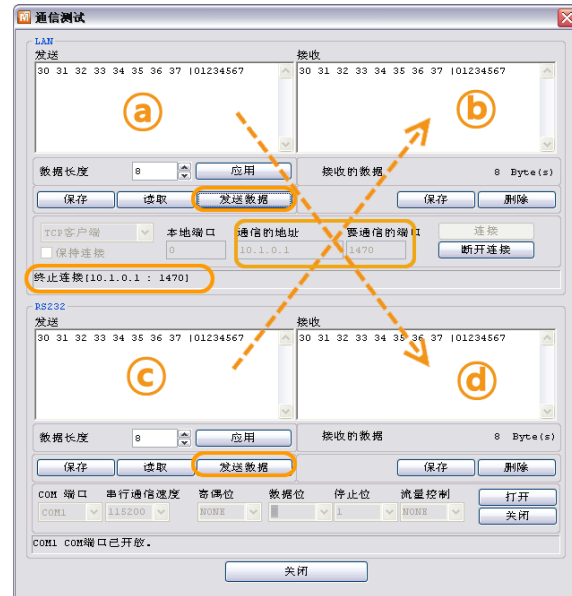 通信测试
LAN
发送 接收
30 31 32 33 34 35 36 37 |01234567 30 31 32 33 34 35 36 37 |01234567
ⓐ ⓑ
数据长度 8 应用 接收的数据 8 Byte(s)
保存 读取 发送数据 保存 删除
TCP客户端 本地端口 通信的地址 要通信的端口 连接
保持连接 0 10.1.0.1 1470 断开连接
终止连接[10.1.0.1 : 1470]
RS232
发送 接收
30 31 32 33 34 35 36 37 |01234567 30 31 32 33 34 35 36 37 |01234567
ⓒ ⓓ
数据长度 8 应用 接收的数据 8 Byte(s)
保存 读取 发送数据 保存 删除
COM 端口 串行通信速度 寄偶位 数据位 停止位 流量控制 打开
COM1 115200 NONE 1 NONE 关闭
COM1 COM端口已开放.
关闭